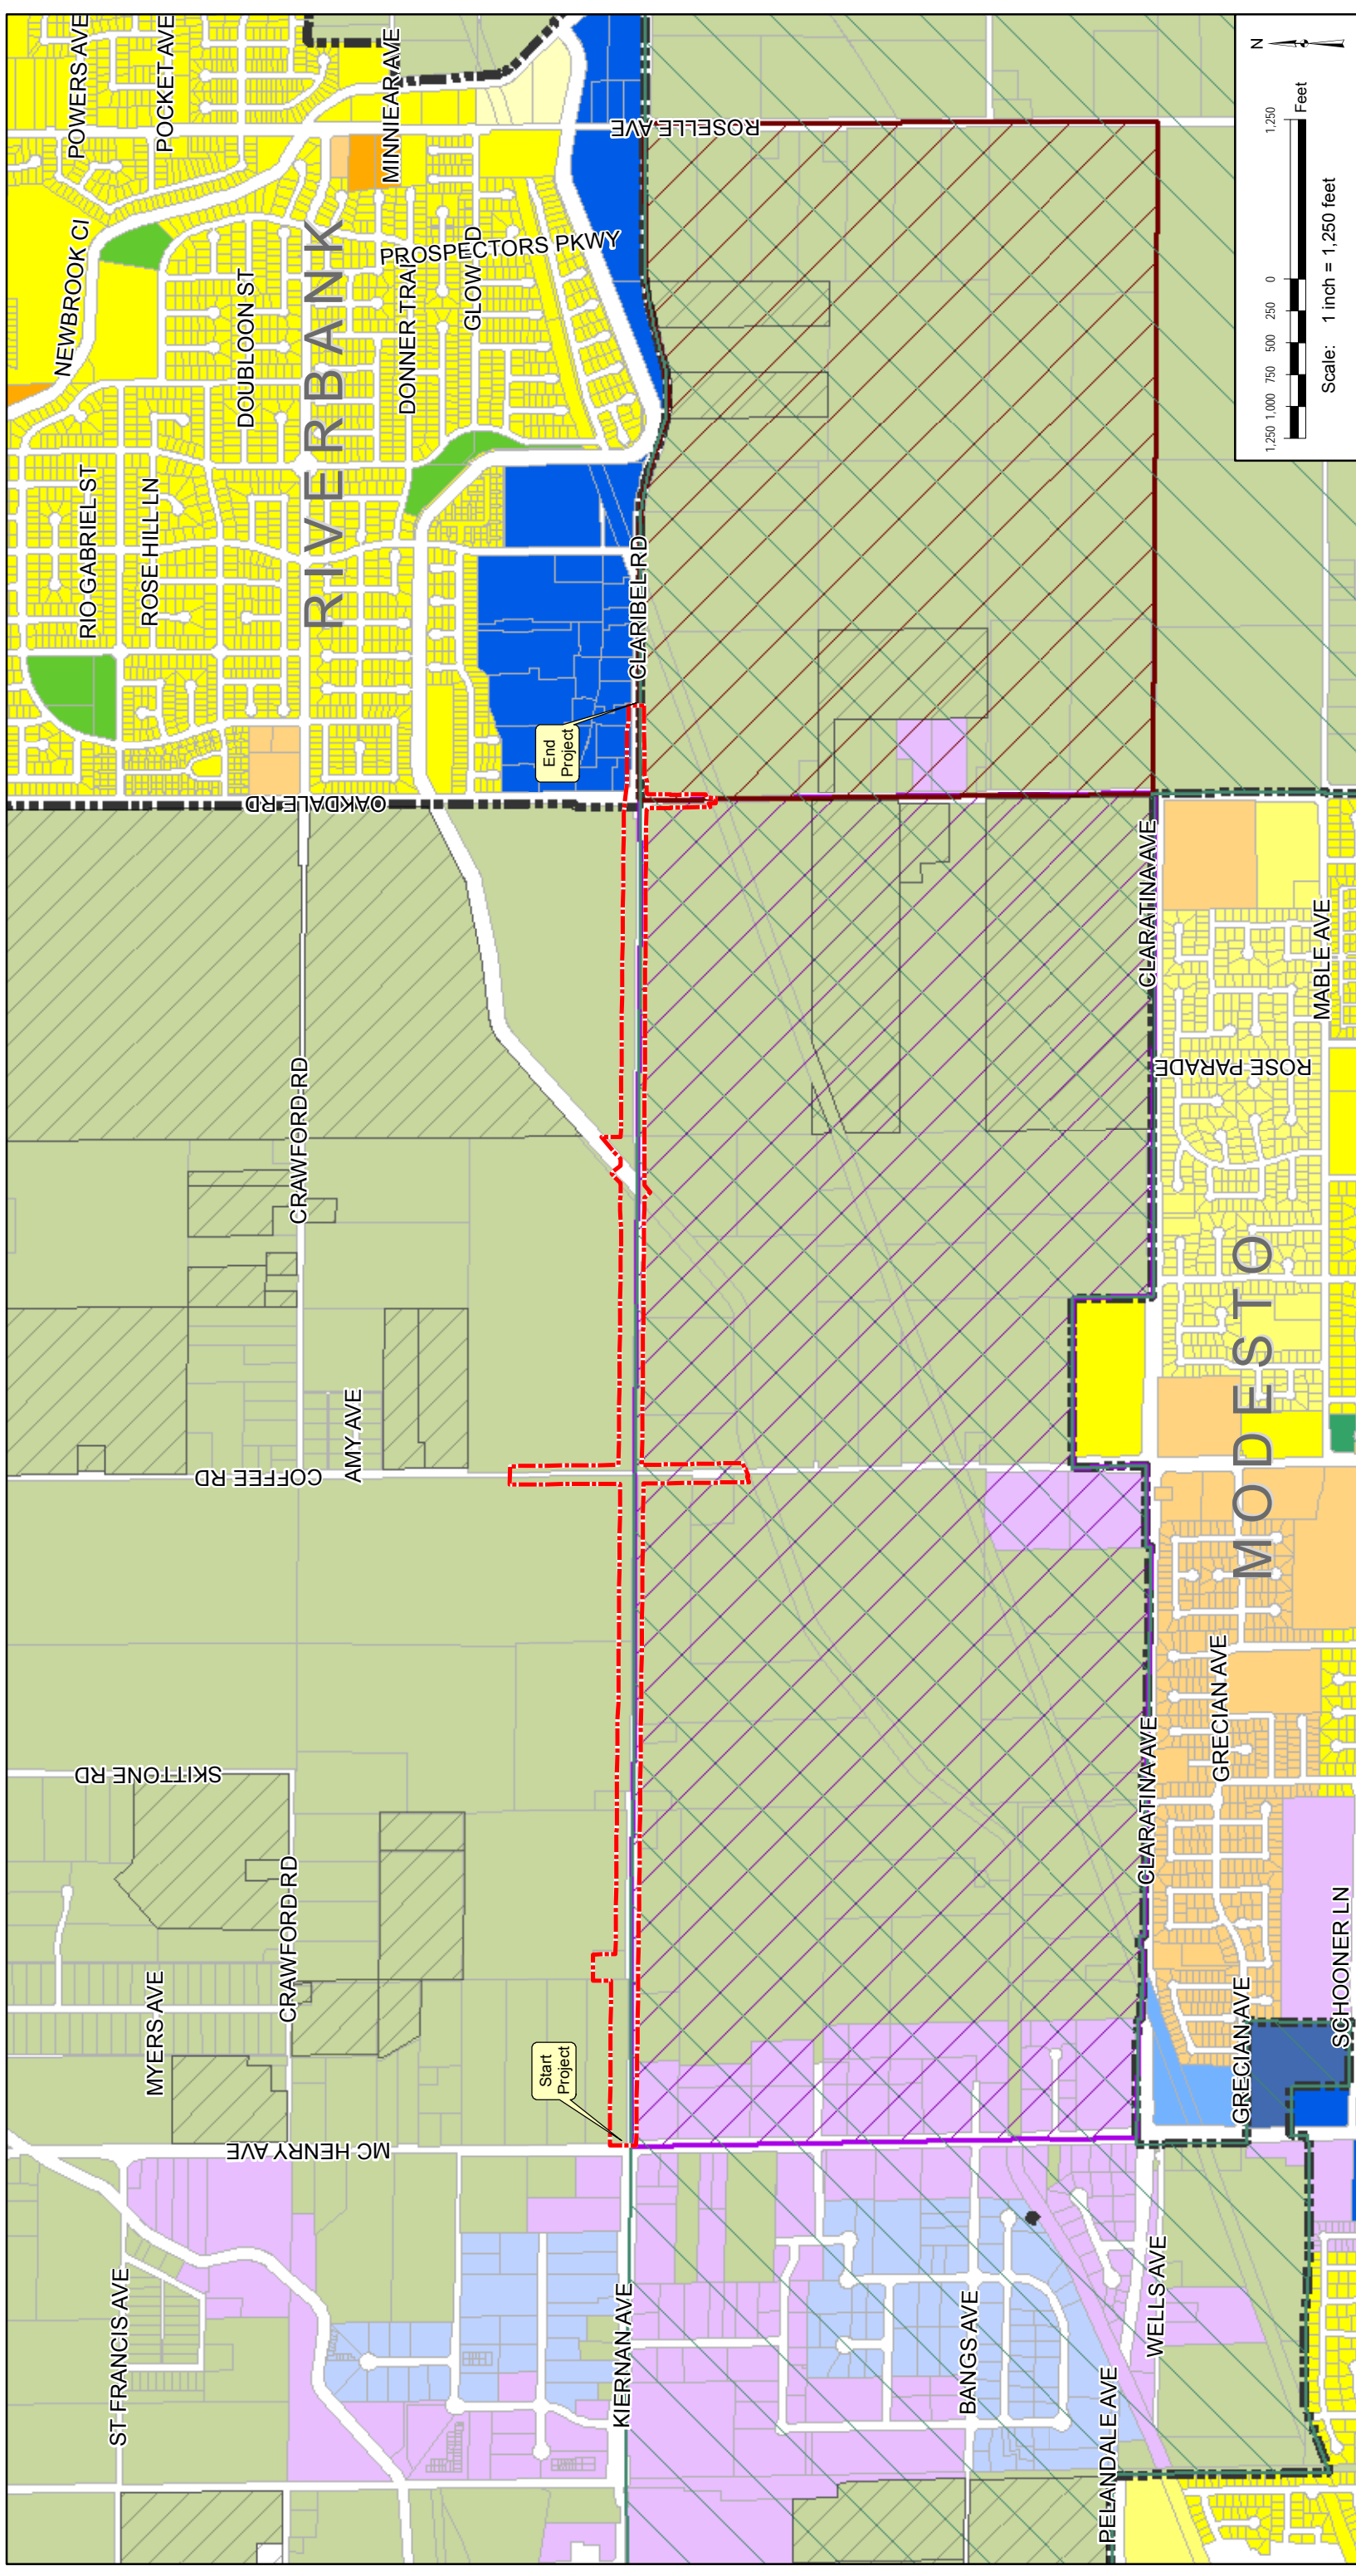 POWERS AVE
POCKET AVE
MINNIEAR AVE
NEWBROOK CI
DOUBLOON ST
RIVERBANK
DONNER TRAI
GLOW
D
PROSPECTORS PKWY
ROSELLE AVE
RIO GABRIEL ST
ROSE HILL LN
CLARIBEL RD
End
Project
OAKDALE RD
CRAWFORD RD
AMY AVE
COFFEE RD
SKITTONE RD
CRAWFORD RD
MYERS AVE
Start
Project
MC HENRY AVE
ST FRANCIS AVE
KIERNAN AVE
BANGS AVE
PELANDALE AVE
WELLS AVE
CLARATINA AVE
MABLE AVE
ROSE PARADE
MODESTO
GRECIAN AVE
CLARATINA AVE
GRECIAN AVE
SCHOONER LN
N
1,250 1,000 750 500 250 0 1,250
Feet
Scale: 1 inch = 1,250 feet